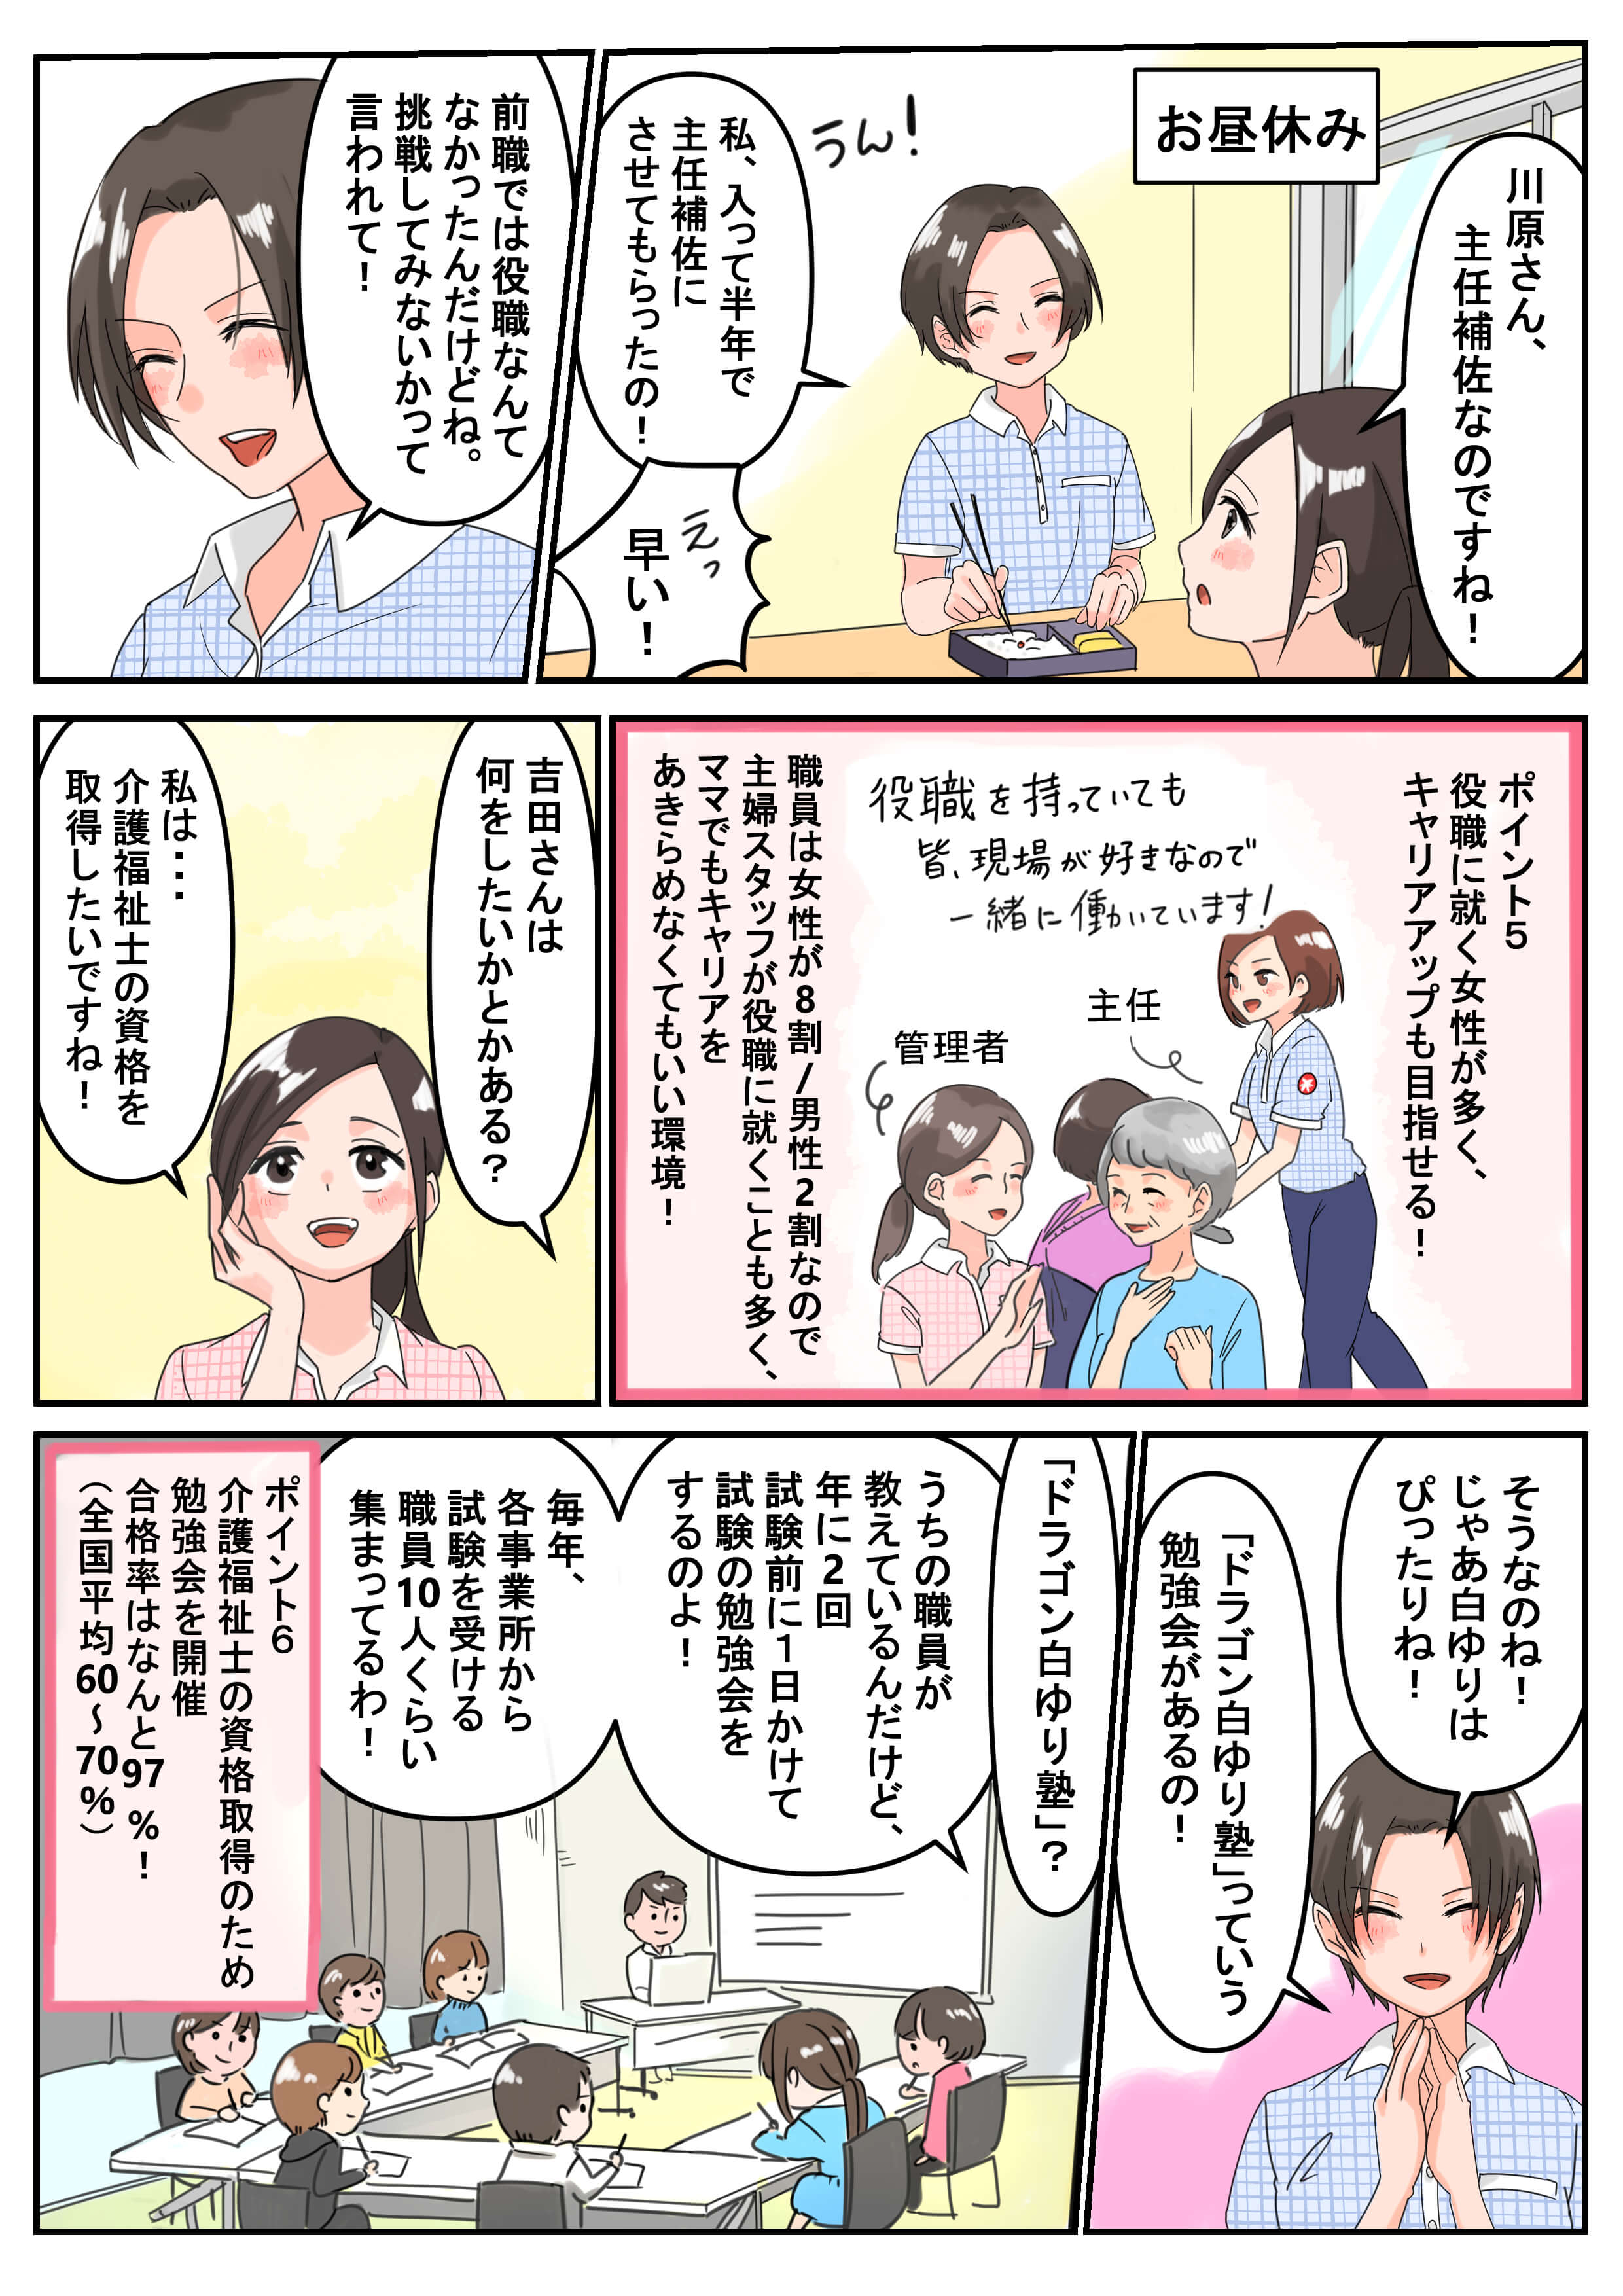 お昼休み
川原さん、
主任補佐なのですね！
うん！
私、入って半年で
主任補佐に
させてもらったの！
えっ
早い！
前職では役職なんて
なかったんだけどね。
挑戦してみないかって
言われて！
ポイント５
役職に就く女性が多く、
キャリアアップも目指せる！
役職を持っていても
皆、現場が好きなので
一緒に働いています！
主任
管理者
職員は女性が8割/男性2割なので
主婦スタッフが役職に就くことも多く、
ママでもキャリアを
あきらめなくてもいい環境！
吉田さんは
何をしたいかとかある？
私は・・・
介護福祉士の資格を
取得したいですね！
そうなのね！
じゃあ白ゆりは
ぴったりね！
「ドラゴン白ゆり塾」っていう
勉強会があるの！
「ドラゴン白ゆり塾」？
うちの職員が
教えているんだけど、
年に2回
試験前に１日かけて
試験の勉強会を
するのよ！
毎年、
各事業所から
試験を受ける
職員10人くらい
集まってるわ！
ポイント６
介護福祉士の資格取得のため
勉強会を開催
合格率はなんと97%！
（全国平均60～70%）